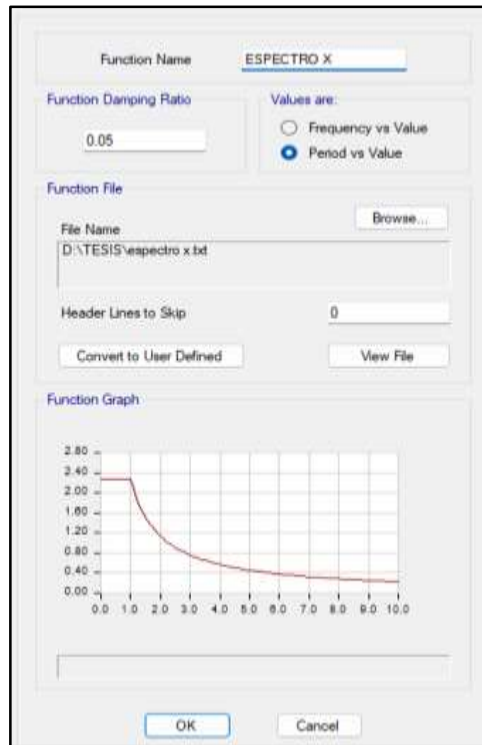 Function Name
ESPECTRO X
Function Damping Ratio
Values are:
0.05
Frequency vs Value
Period vs Value
Function File
Browse...
File Name
D:\TESIS\espectro x.txt
Header Lines to Skip
0
Convert to User Defined
View File
Function Graph
2.80
2.40
2.00
1.60
1.20
0.80
0.40
0.00
0.0 1.0 2.0 3.0 4.0 5.0 6.0 7.0 8.0 9.0 10.0
OK
Cancel